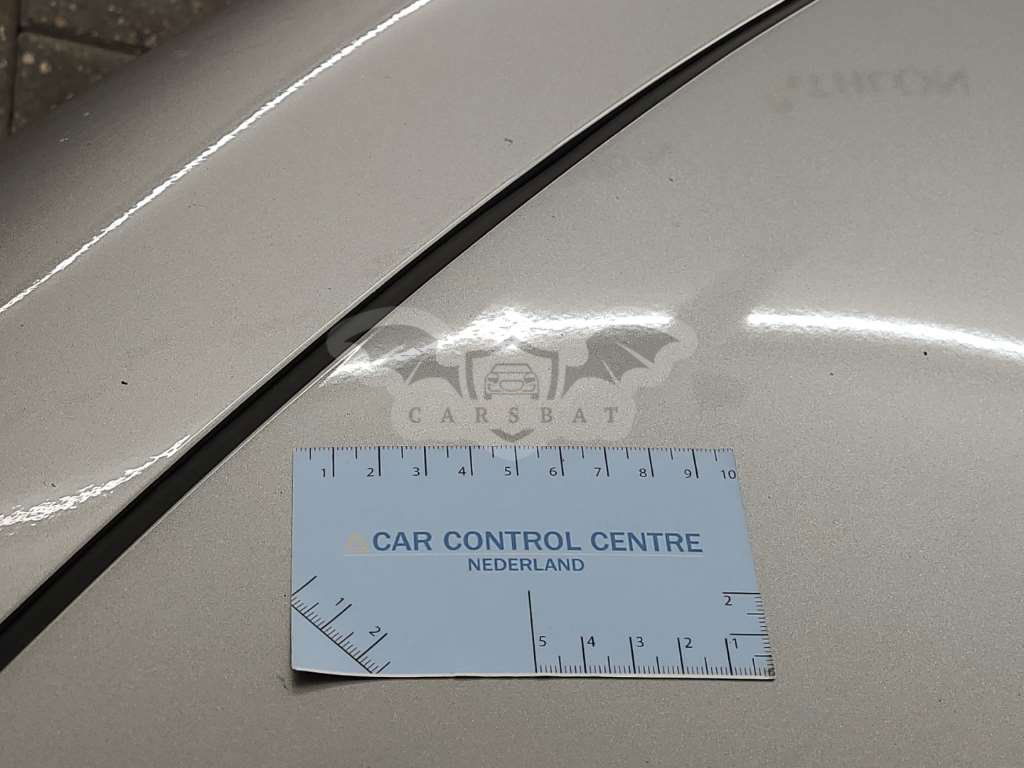 CARSBAT
1 2 3 4 5 6 7 8 9 10
CAR CONTROL CENTRE
NEDERLAND
1 2
2
5 4 3 2 1